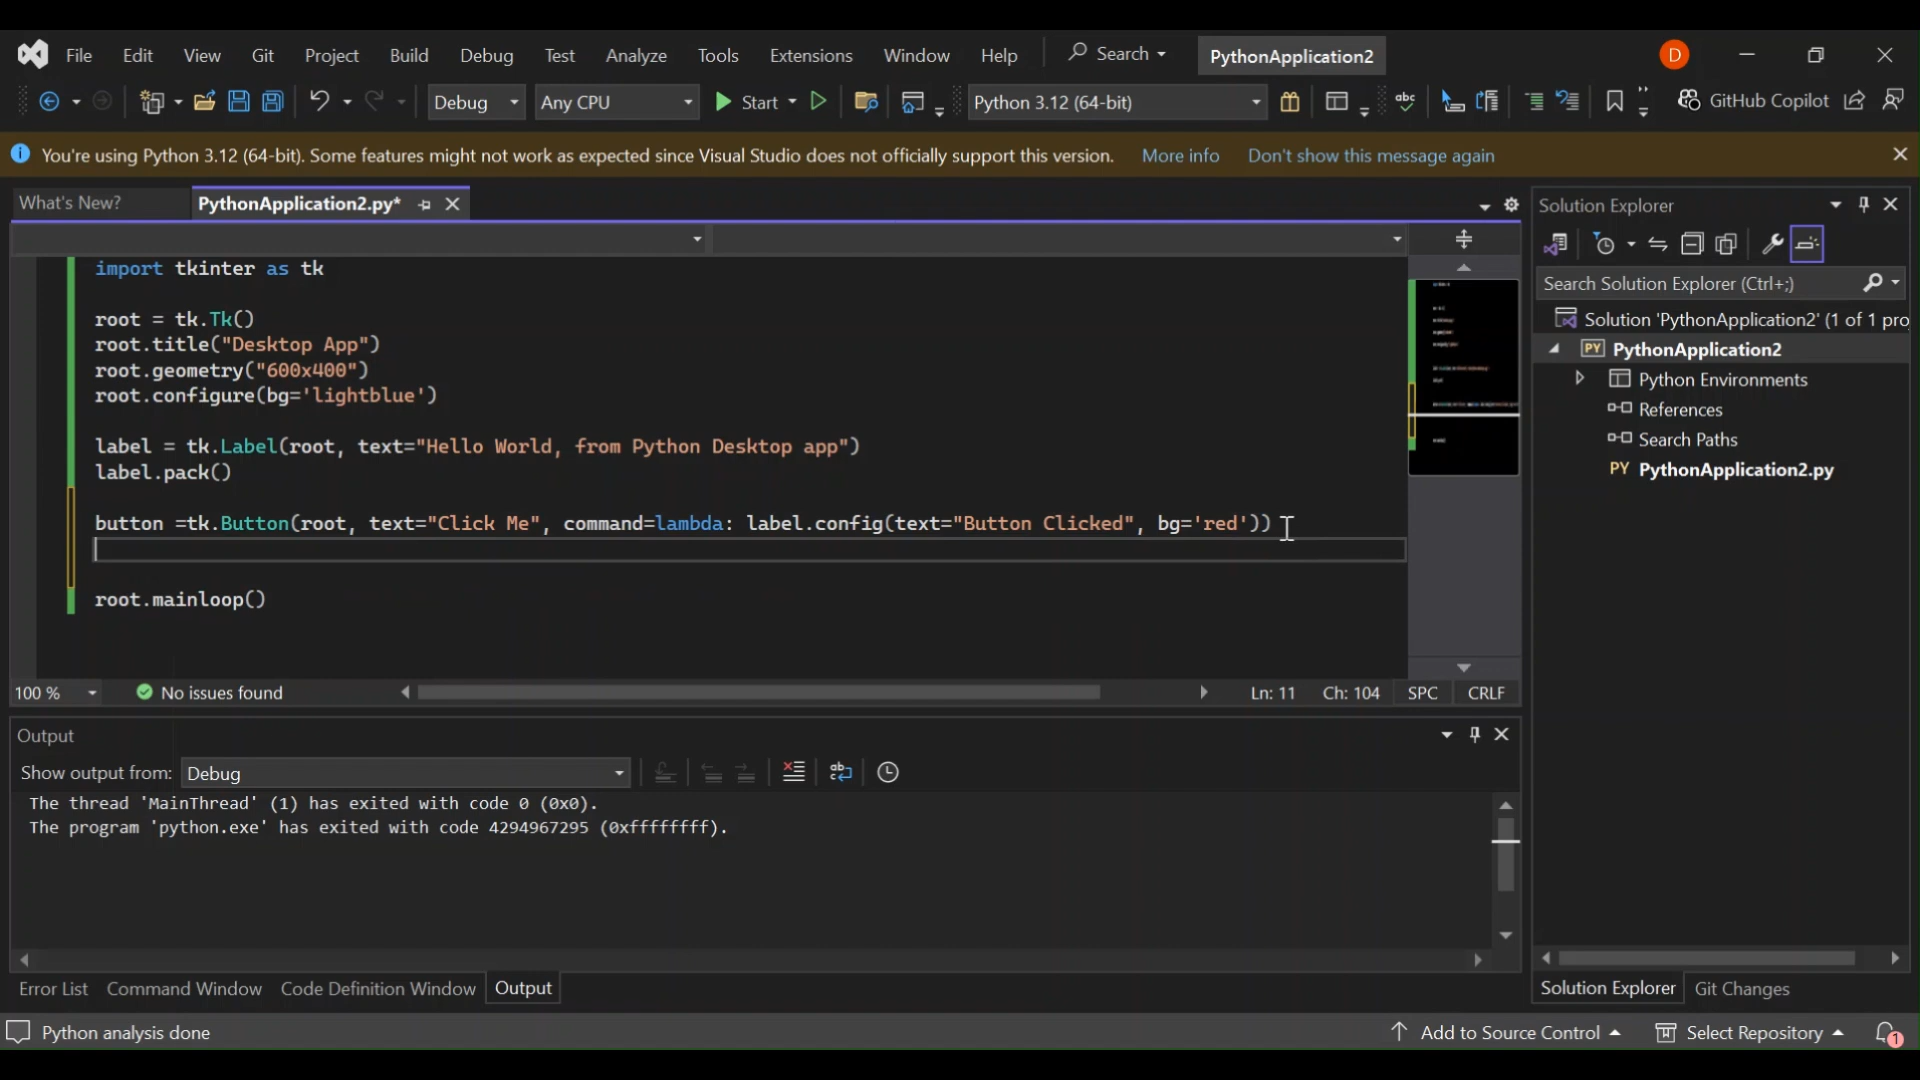 File Edit View Git Project Build Debug Test Analyze Tools Extensions Window Help Search PythonApplication2 D
Debug Any CPU Start Python 3.12 (64-bit) abc GitHub Copilot
You're using Python 3.12 (64-bit). Some features might not work as expected since Visual Studio does not officially support this version. More info Don't show this message again
What's New? PythonApplication2.py*
import tkinter as tk
root = tk.Tk()
root.title("Desktop App")
root.geometry("600x400")
root.configure(bg='lightblue')
label = tk.Label(root, text="Hello World, from Python Desktop app")
label.pack()
button =tk.Button(root, text="Click Me", command=lambda: label.config(text="Button Clicked", bg='red'))
root.mainloop()
100 % No issues found Ln: 11 Ch: 104 SPC CRLF
Output
Show output from: Debug
The thread 'MainThread' (1) has exited with code 0 (0x0).
The program 'python.exe' has exited with code 4294967295 (0xffffffff).
Error List Command Window Code Definition Window Output
Solution Explorer
Search Solution Explorer (Ctrl+;)
Solution 'PythonApplication2' (1 of 1 pro
PY PythonApplication2
Python Environments
References
Search Paths
PY PythonApplication2.py
Solution Explorer Git Changes
Python analysis done Add to Source Control Select Repository 1